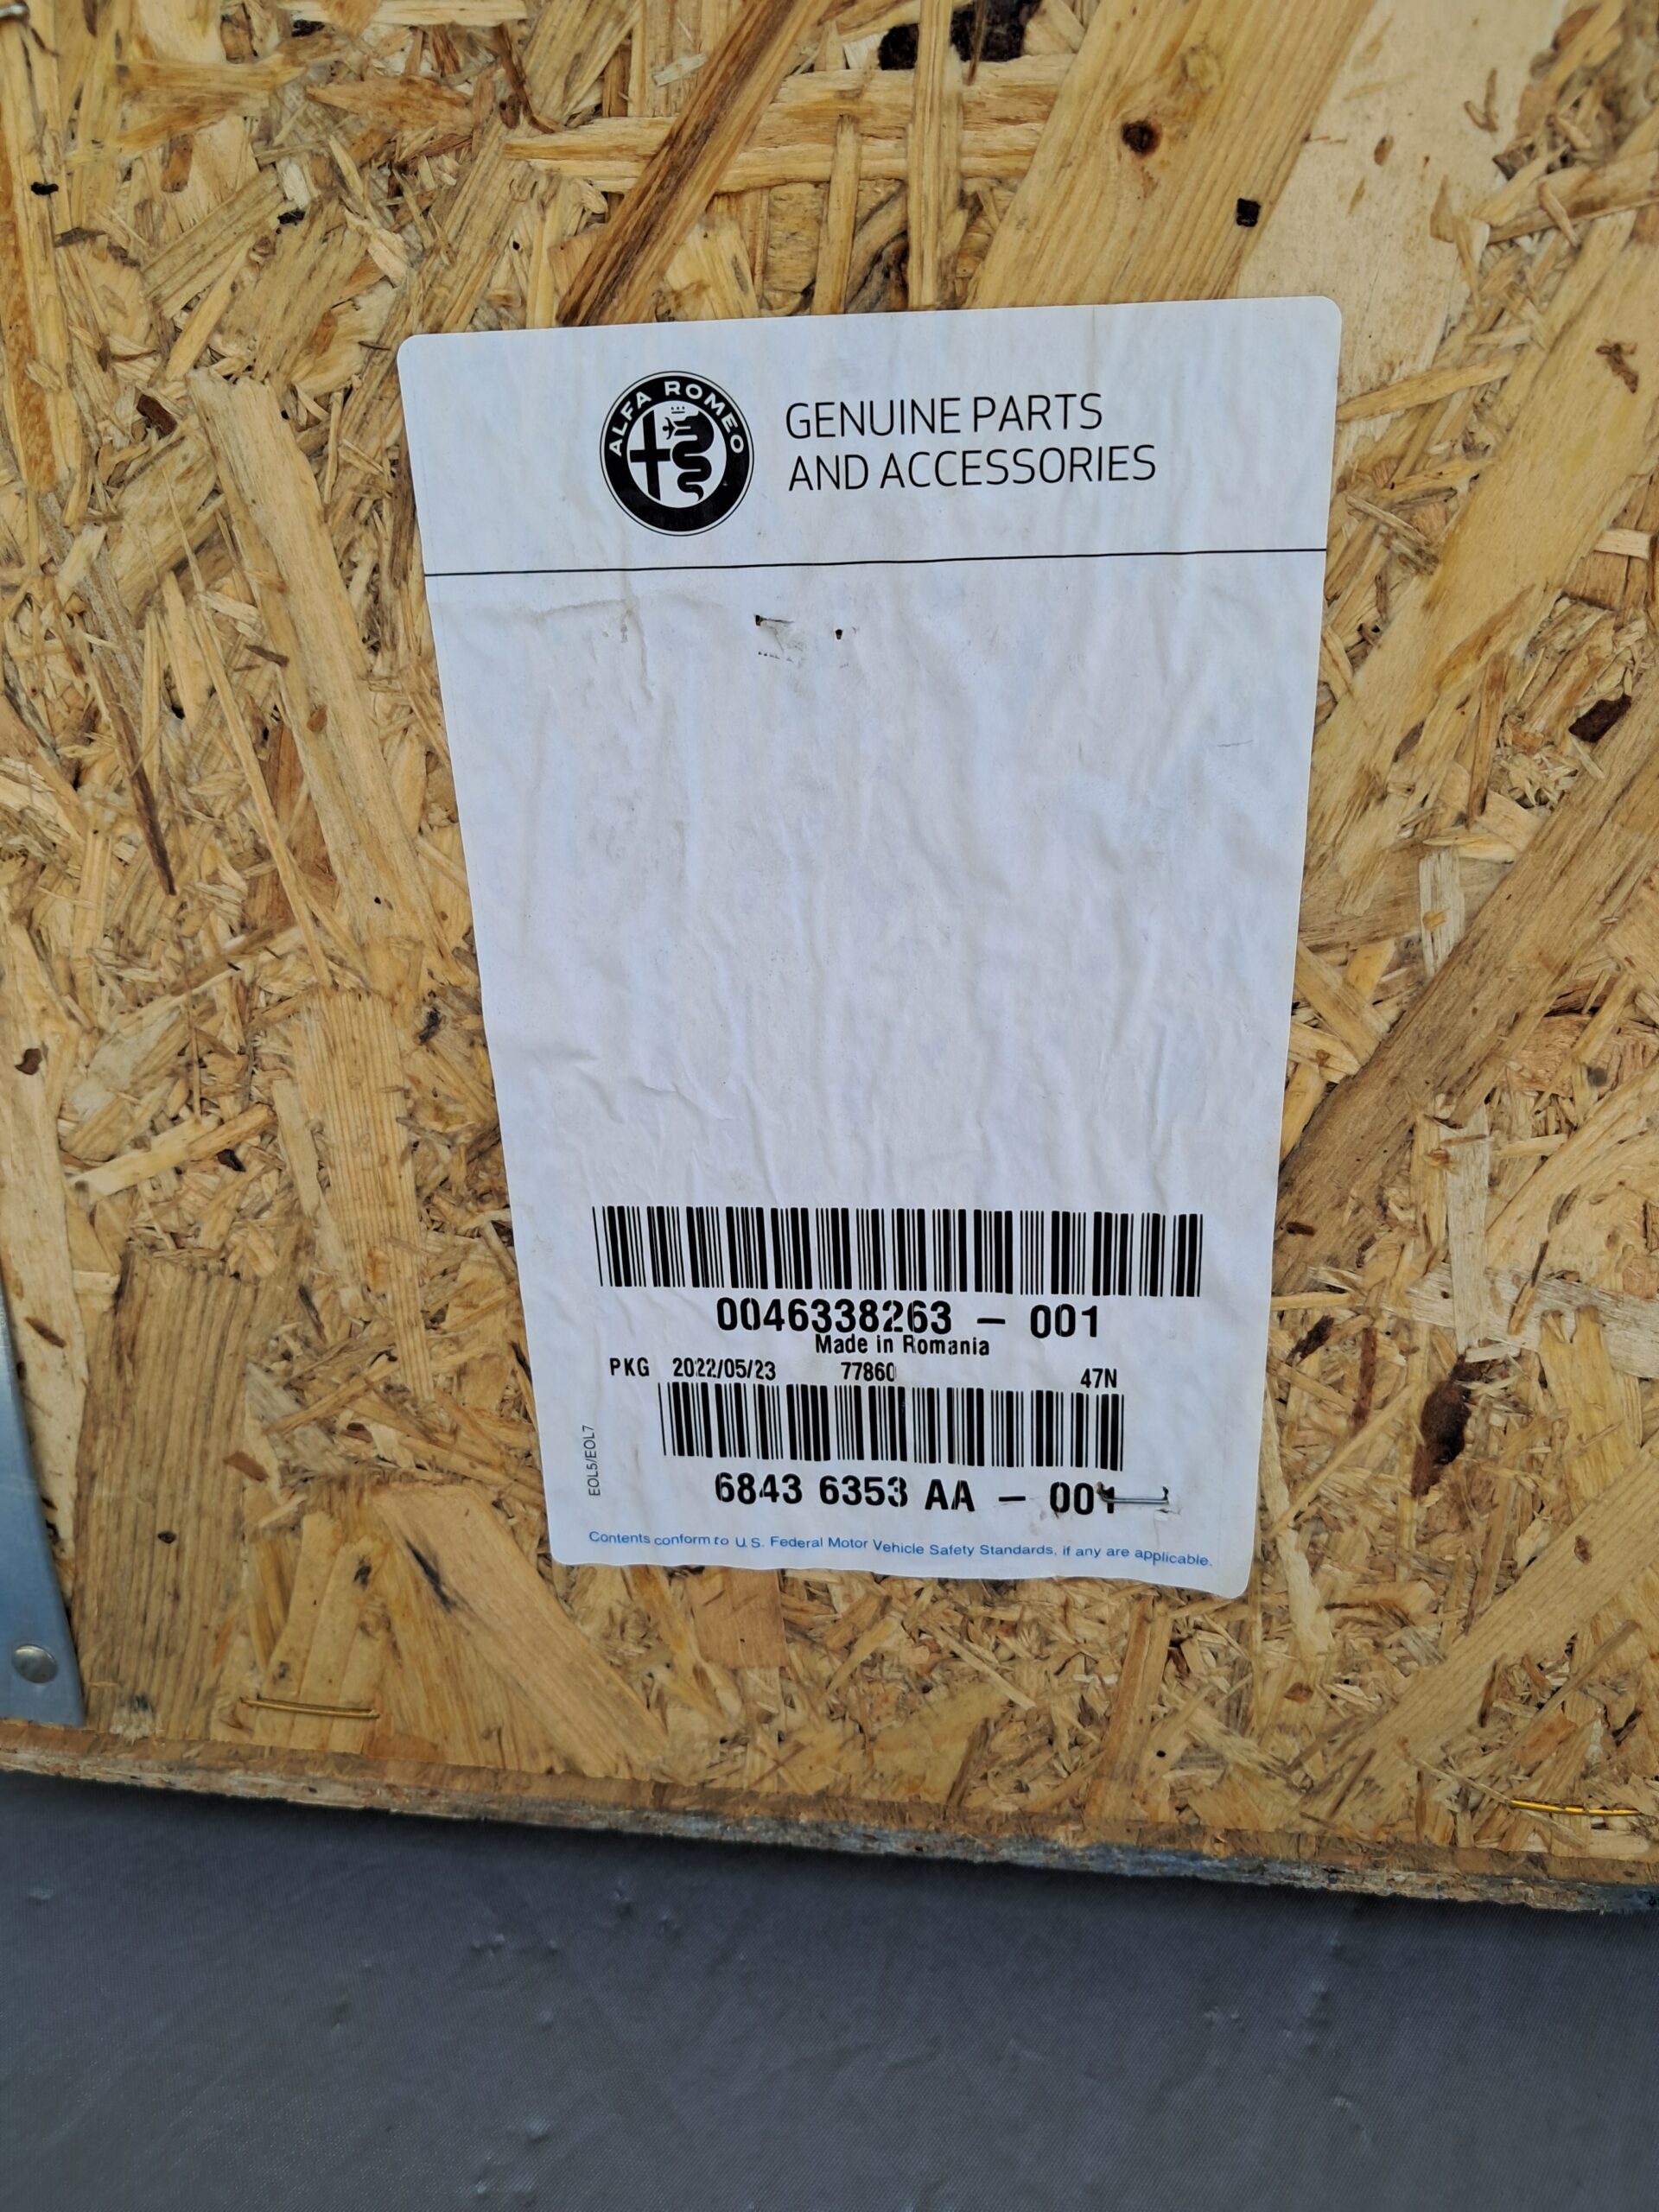 ALFA ROMEO
GENUINE PARTS
AND ACCESSORIES
0046338263 – 001
Made in Romania
PKG 2022/05/23 77860 47N
EOL5/EOL7
6843 6353 AA – 001
Contents conform to U.S. Federal Motor Vehicle Safety Standards, if any are applicable.